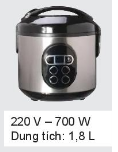 220 V – 700 W
Dung tích: 1,8 L